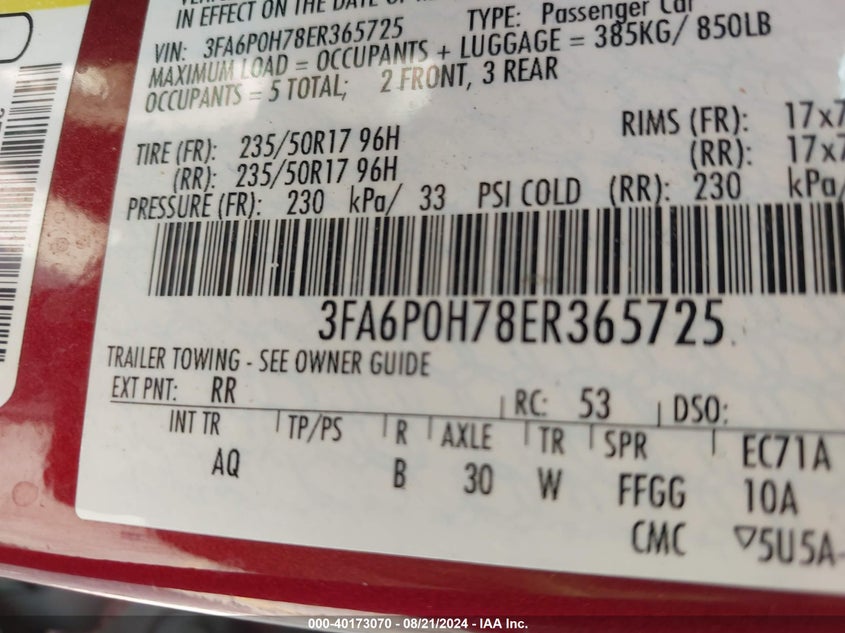 IN EFFECT ON THE DATE OF
VIN: 3FA6P0H78ER365725 TYPE: Passenger Car
MAXIMUM LOAD = OCCUPANTS + LUGGAGE = 385KG/ 850LB
OCCUPANTS = 5 TOTAL; 2 FRONT, 3 REAR
TIRE (FR): 235/50R17 96H RIMS (FR): 17x7
(RR): 235/50R17 96H (RR): 17x7
PRESSURE (FR): 230 kPa/ 33 PSI COLD (RR): 230 kPa/
3FA6P0H78ER365725
TRAILER TOWING - SEE OWNER GUIDE
EXT PNT: RR RC: 53 DSO:
INT TR TP/PS R AXLE TR SPR EC71A
AQ B 30 W FFGG 10A
CMC ▽5U5A-
000-40173070 - 08/21/2024 - IAA Inc.